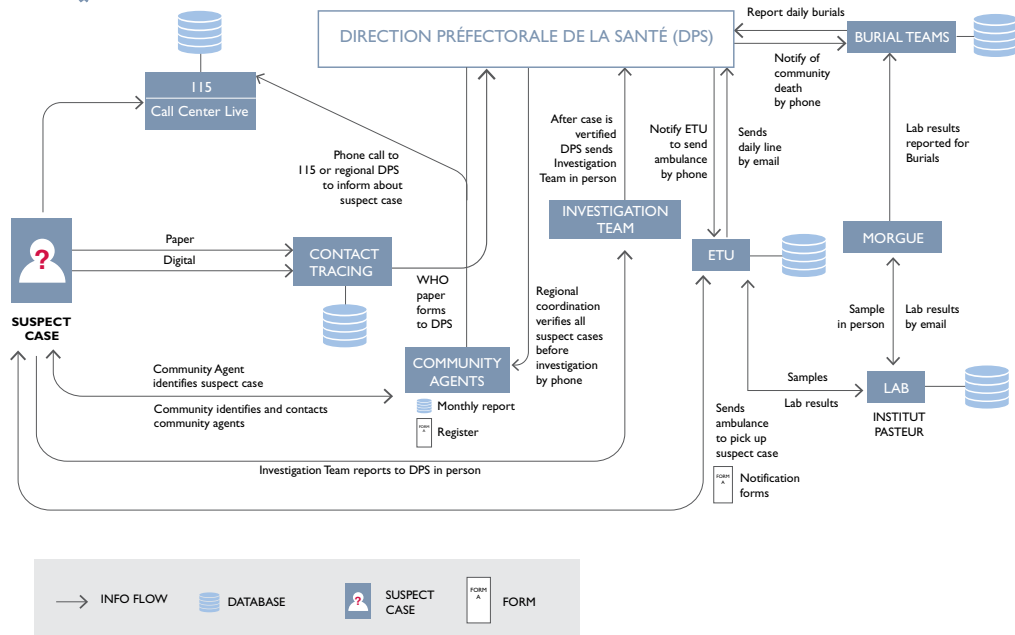 DIRECTION PRÉFECTORALE DE LA SANTÉ (DPS)
Report daily burials
BURIAL TEAMS
Notify of
community
death
by phone
115
Call Center Live
After case is
vertified
DPS sends
Investigation
Team in person
Notify ETU
to send
ambulance
by phone
Sends
daily line
by email
Lab results
reported for
Burials
Phone call to
115 or regional DPS
to inform about
suspect case
INVESTIGATION
TEAM
MORGUE
?
SUSPECT
CASE
Paper
Digital
CONTACT
TRACING
ETU
WHO
paper
forms
to DPS
Regional
coordination
verifies all
suspect cases
before
investigation
by phone
Sample
in person
Lab results
by email
COMMUNITY
AGENTS
Community Agent
identifies suspect case
Community identifies and contacts
community agents
Monthly report
FORM
A
Register
Samples
Lab results
LAB
INSTITUT
PASTEUR
Sends
ambulance
to pick up
suspect case
FORM
A
Notification
forms
Investigation Team reports to DPS in person
INFO FLOW
DATABASE
?
SUSPECT
CASE
FORM
A
FORM